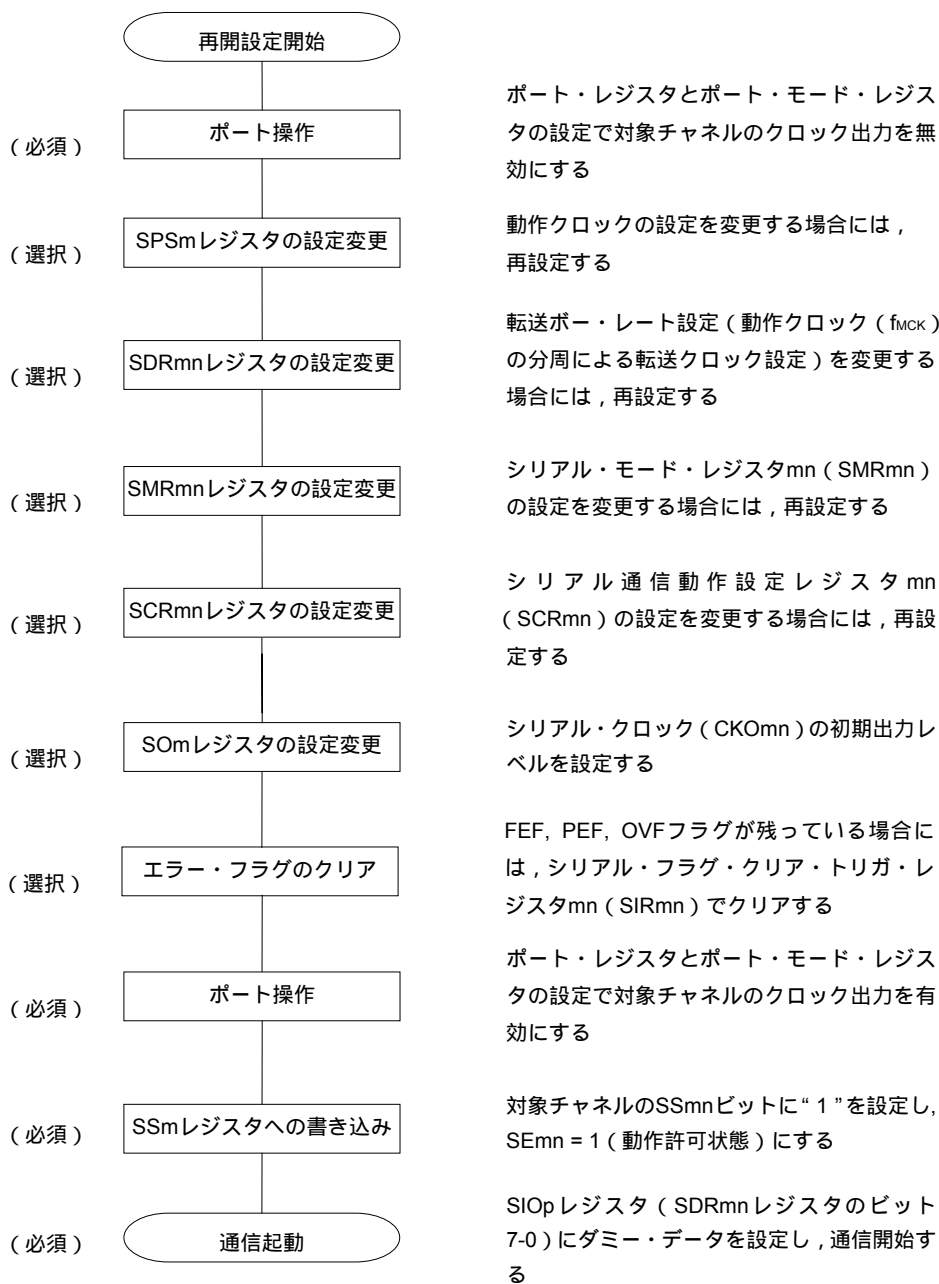 再開設定開始
ポート・レジスタとポート・モード・レジス
タの設定で対象チャネルのクロック出力を無
効にする
(必須)
ポート操作
動作クロックの設定を変更する場合には,
再設定する
(選択)
SPSmレジスタの設定変更
転送ボー・レート設定(動作クロック(fMCK)
の分周による転送クロック設定)を変更する
場合には,再設定する
(選択)
SDRmnレジスタの設定変更
シリアル・モード・レジスタmn(SMRmn)
の設定を変更する場合には,再設定する
(選択)
SMRmnレジスタの設定変更
シリアル通信動作設定レジスタmn
(SCRmn)の設定を変更する場合には,再設
定する
(選択)
SCRmnレジスタの設定変更
シリアル・クロック(CKOmn)の初期出力レ
ベルを設定する
(選択)
SOmレジスタの設定変更
FEF, PEF, OVFフラグが残っている場合に
は,シリアル・フラグ・クリア・トリガ・レ
ジスタmn(SIRmn)でクリアする
(選択)
エラー・フラグのクリア
ポート・レジスタとポート・モード・レジス
タの設定で対象チャネルのクロック出力を有
効にする
(必須)
ポート操作
対象チャネルのSSmnビットに“1”を設定し,
SEmn = 1(動作許可状態)にする
(必須)
SSmレジスタへの書き込み
SIOpレジスタ(SDRmnレジスタのビット
7-0)にダミー・データを設定し,通信開始す
る
(必須)
通信起動